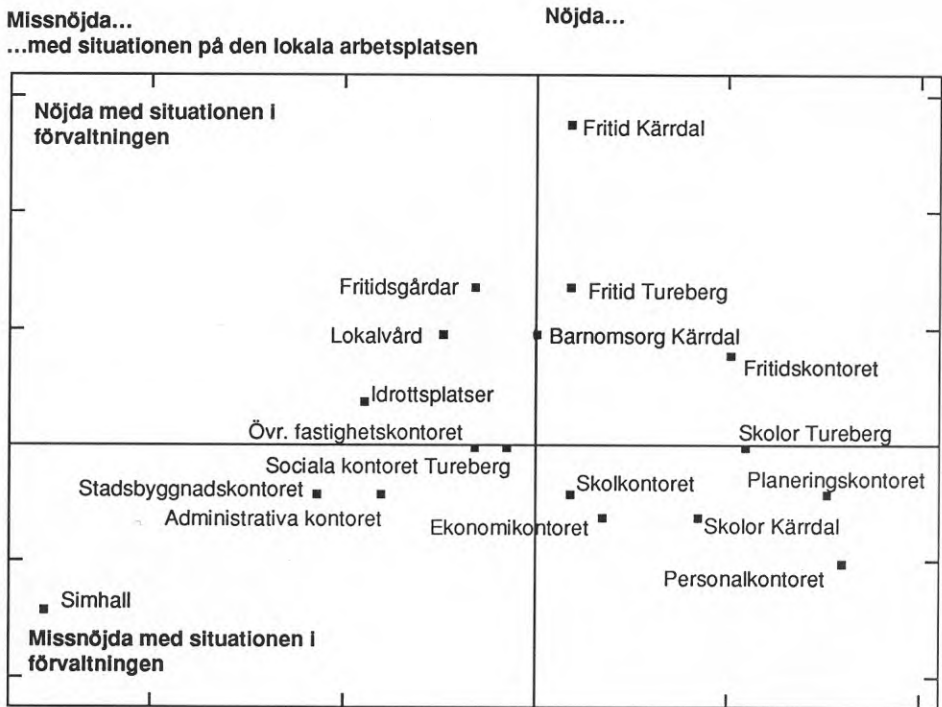 Missnöjda...
Nöjda...
...med situationen på den lokala arbetsplatsen
Nöjda med situationen i
förvaltningen
Fritid Kärrdal
Fritidsgårdar
Fritid Tureberg
Lokalvård
Barnomsorg Kärrdal
Fritidskontoret
Idrottsplatser
Övr. fastighetskontoret
Skolor Tureberg
Sociala kontoret Tureberg
Stadsbyggnadskontoret
Skolkontoret
Planeringskontoret
Administrativa kontoret
Ekonomikontoret
Skolor Kärrdal
Personalkontoret
Simhall
Missnöjda med situationen i
förvaltningen